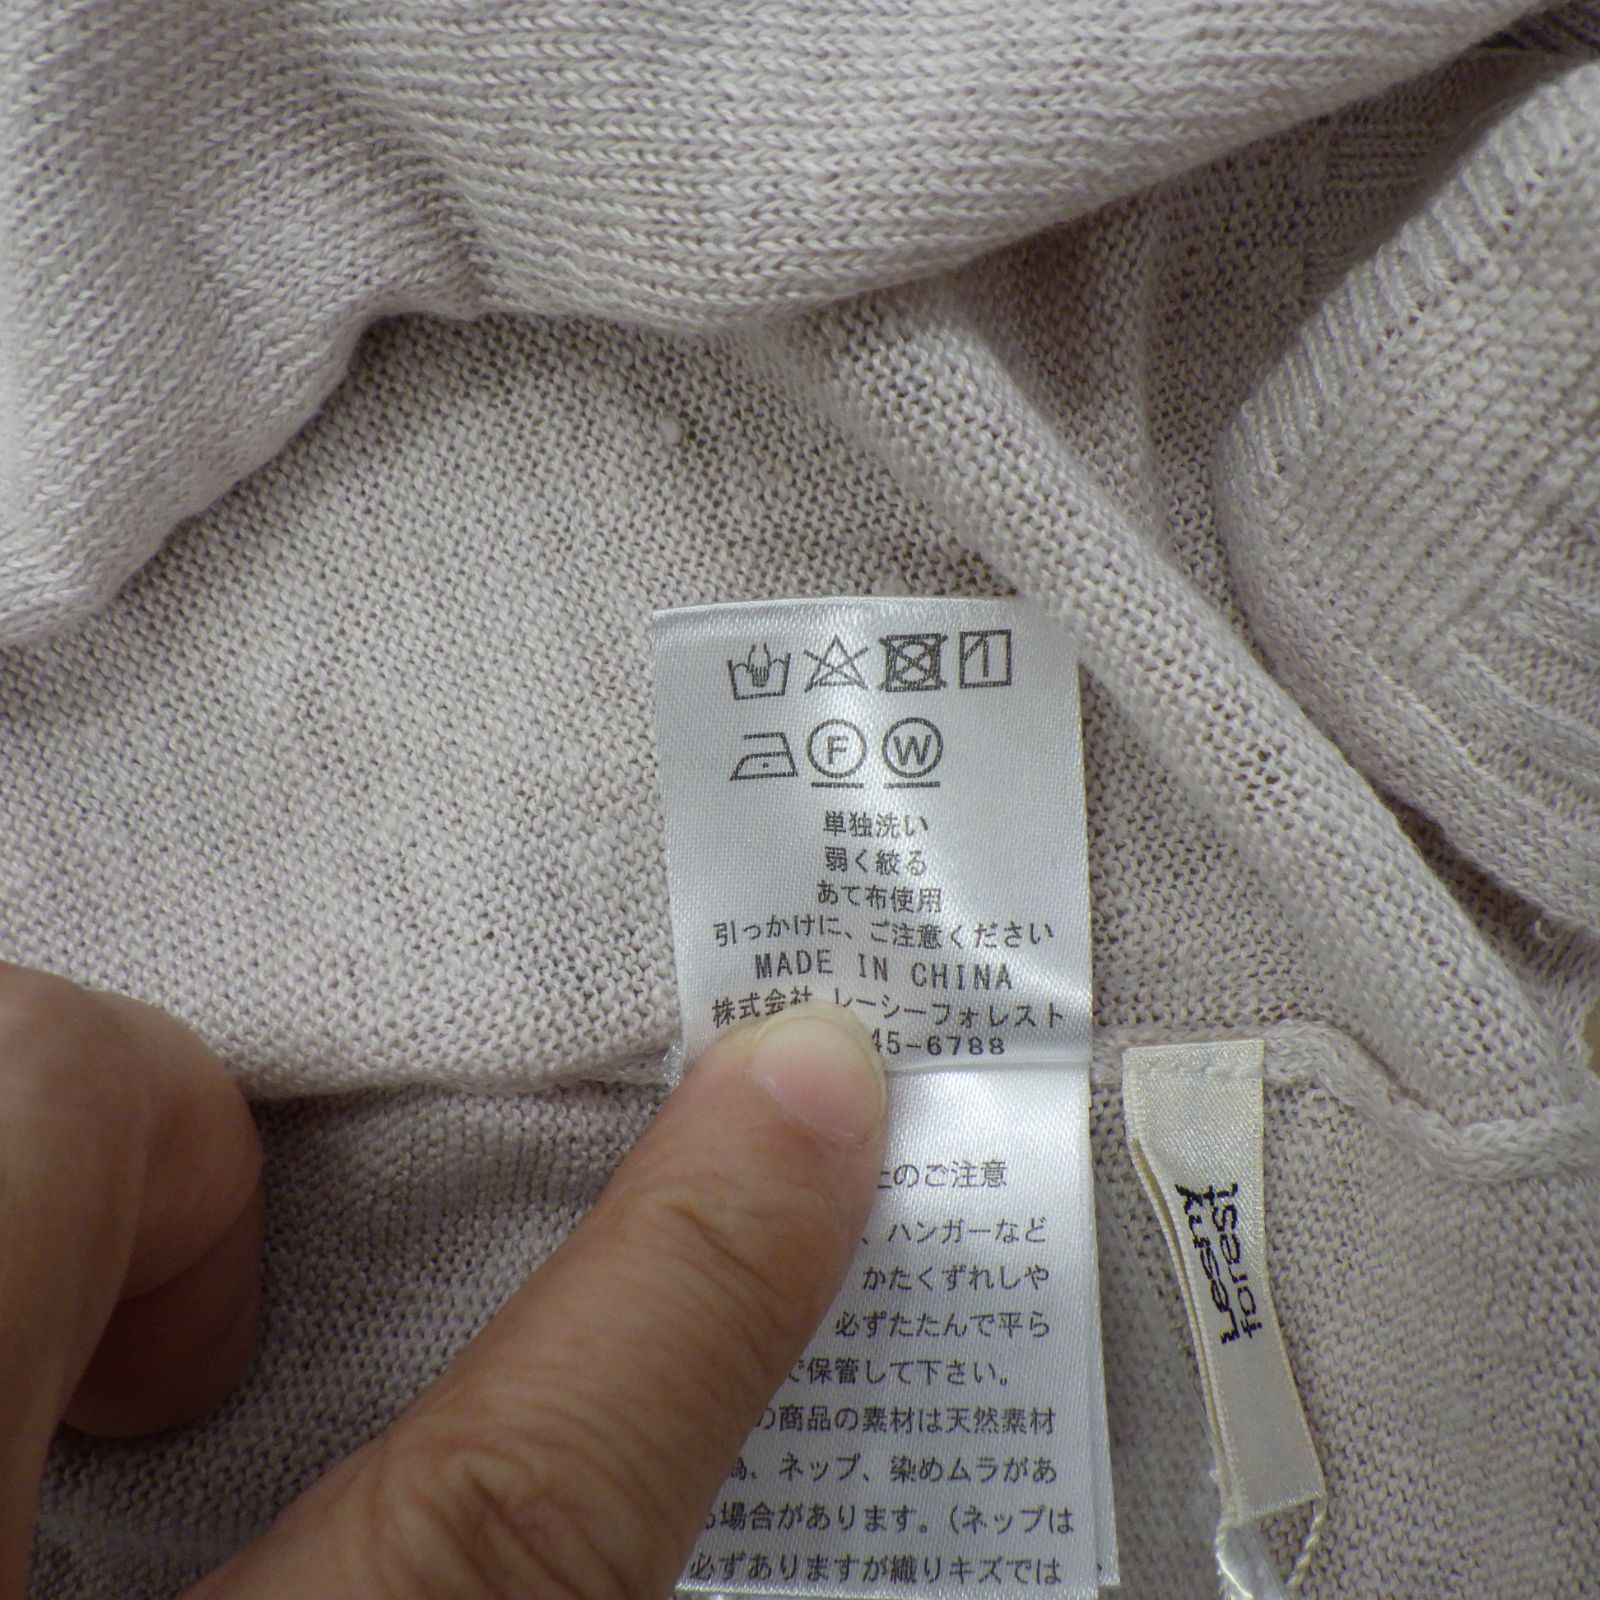 F W
単独洗い
弱く絞る
あて布使用
引っかけに、ご注意ください
MADE IN CHINA
株式会社 レーシーフォレスト
45-6788
のご注意
、ハンガーなど
かたくずれしや
必ずたたんで平ら
で保管して下さい。
の商品の素材は天然素材
為、ネップ、染めムラがあ
る場合があります。(ネップは
必ずありますが織りキズでは
forest